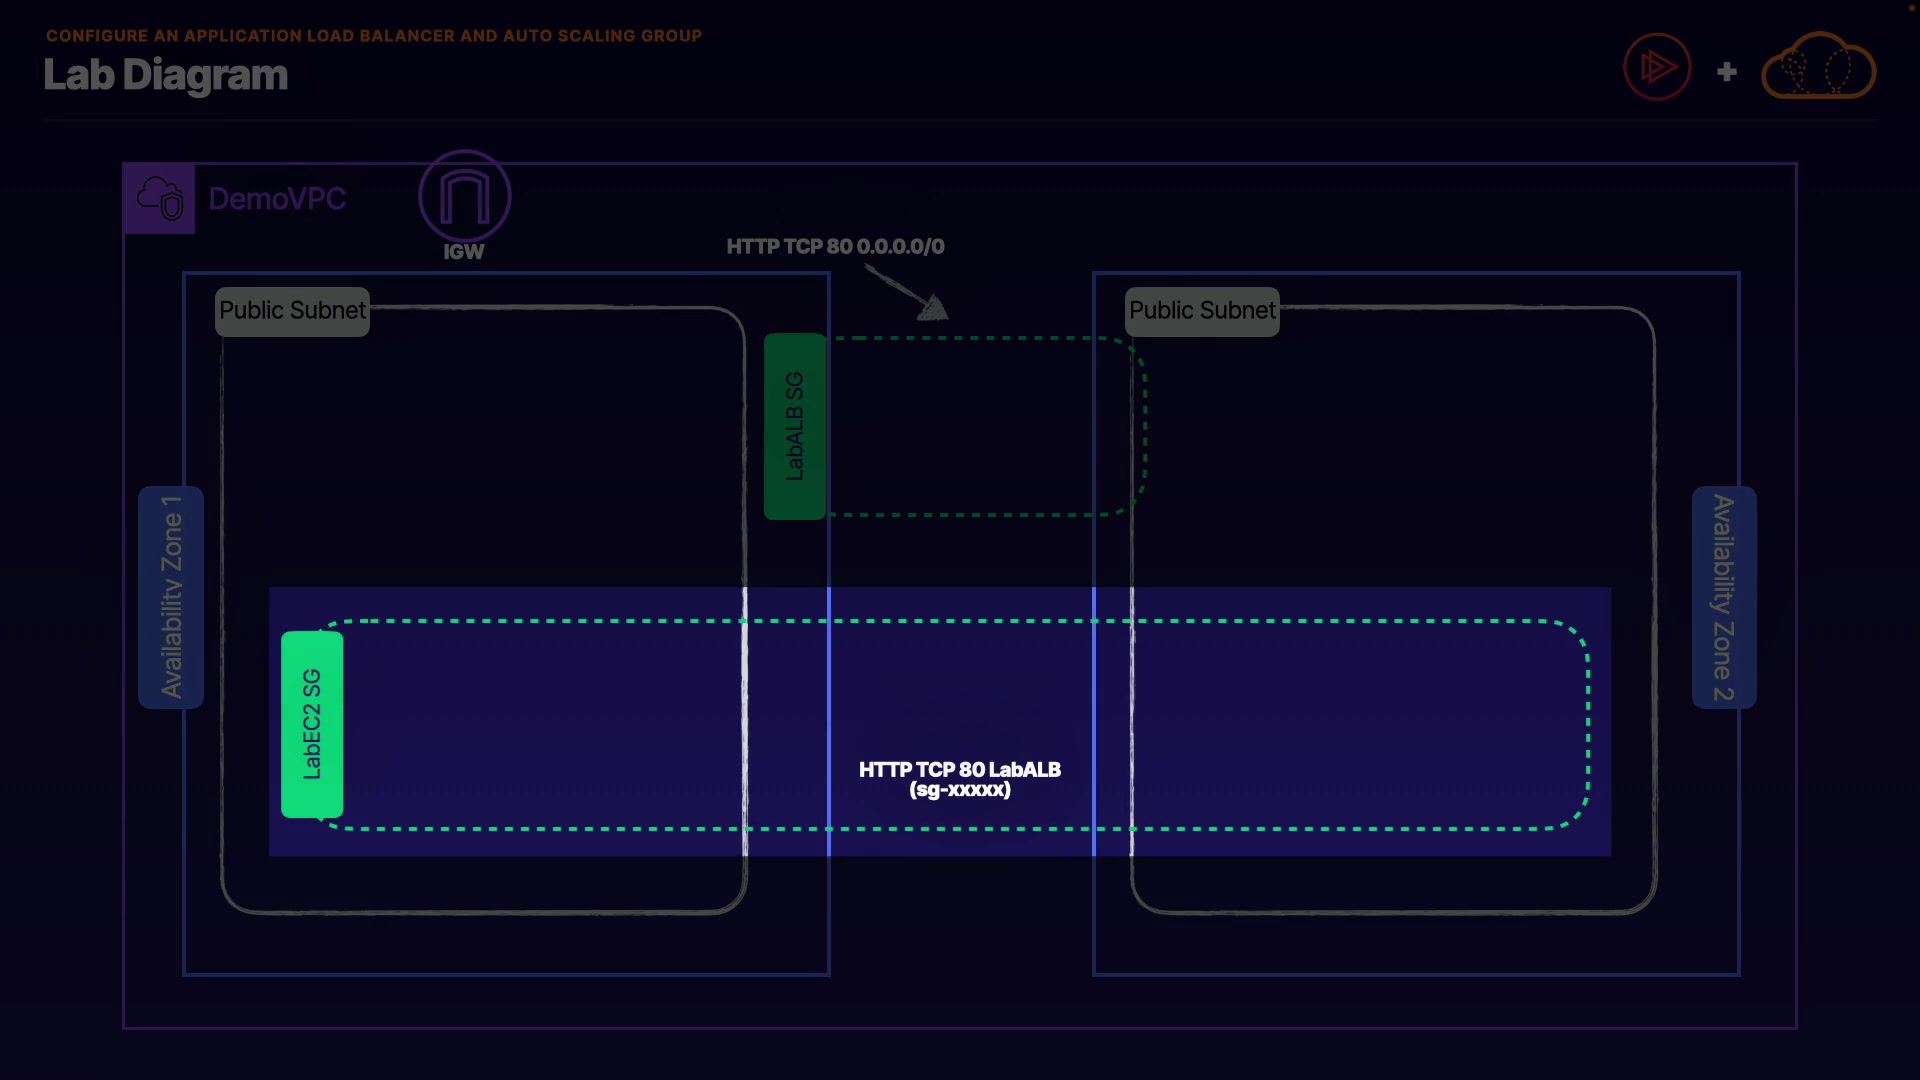 CONFIGURE AN APPLICATION LOAD BALANCER AND AUTO SCALING GROUP
Lab Diagram
+
DemoVPC
IGW
HTTP TCP 80 0.0.0.0/0
Public Subnet
Public Subnet
LabALB SG
Availability Zone 1
Availability Zone 2
LabEC2 SG
HTTP TCP 80 LabALB
(sg-xxxxx)